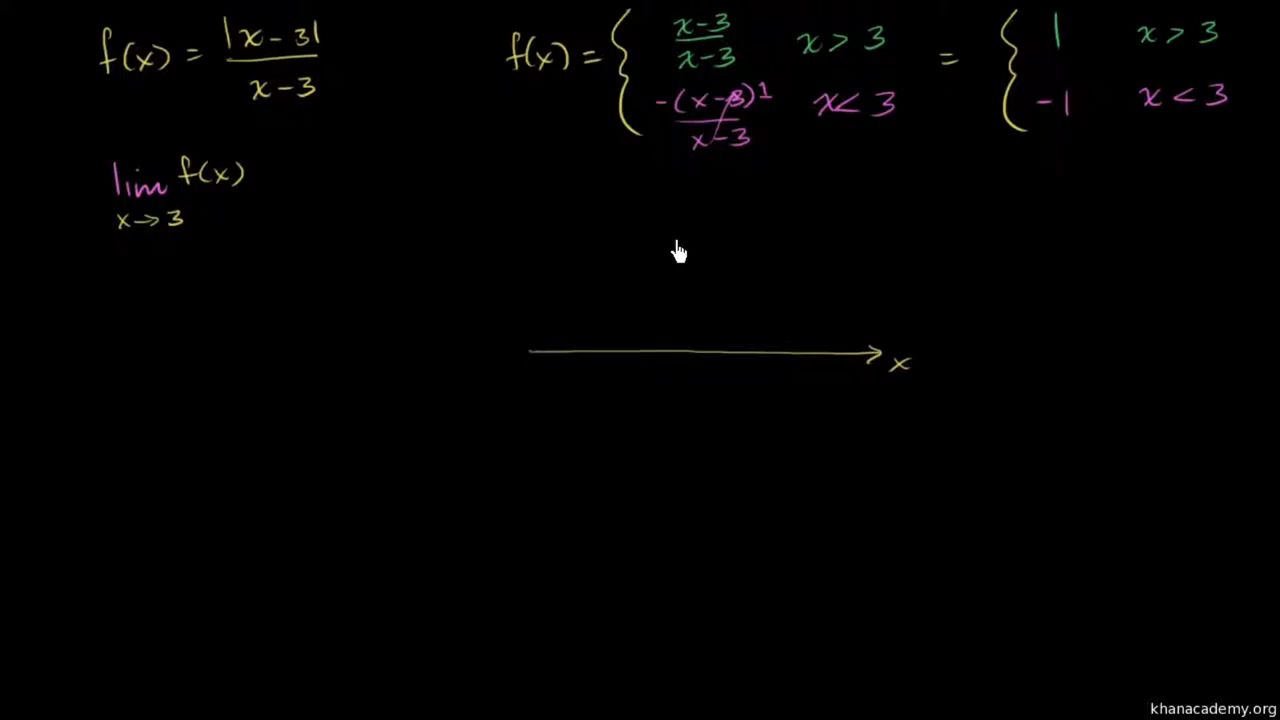 f(x) = |x-3| / x-3
f(x) = { x-3 / x-3   x > 3
-(x-3) 1 / x-3   x < 3
= { 1   x > 3
-1   x < 3
lim f(x)
x→3
x
khanacademy.org